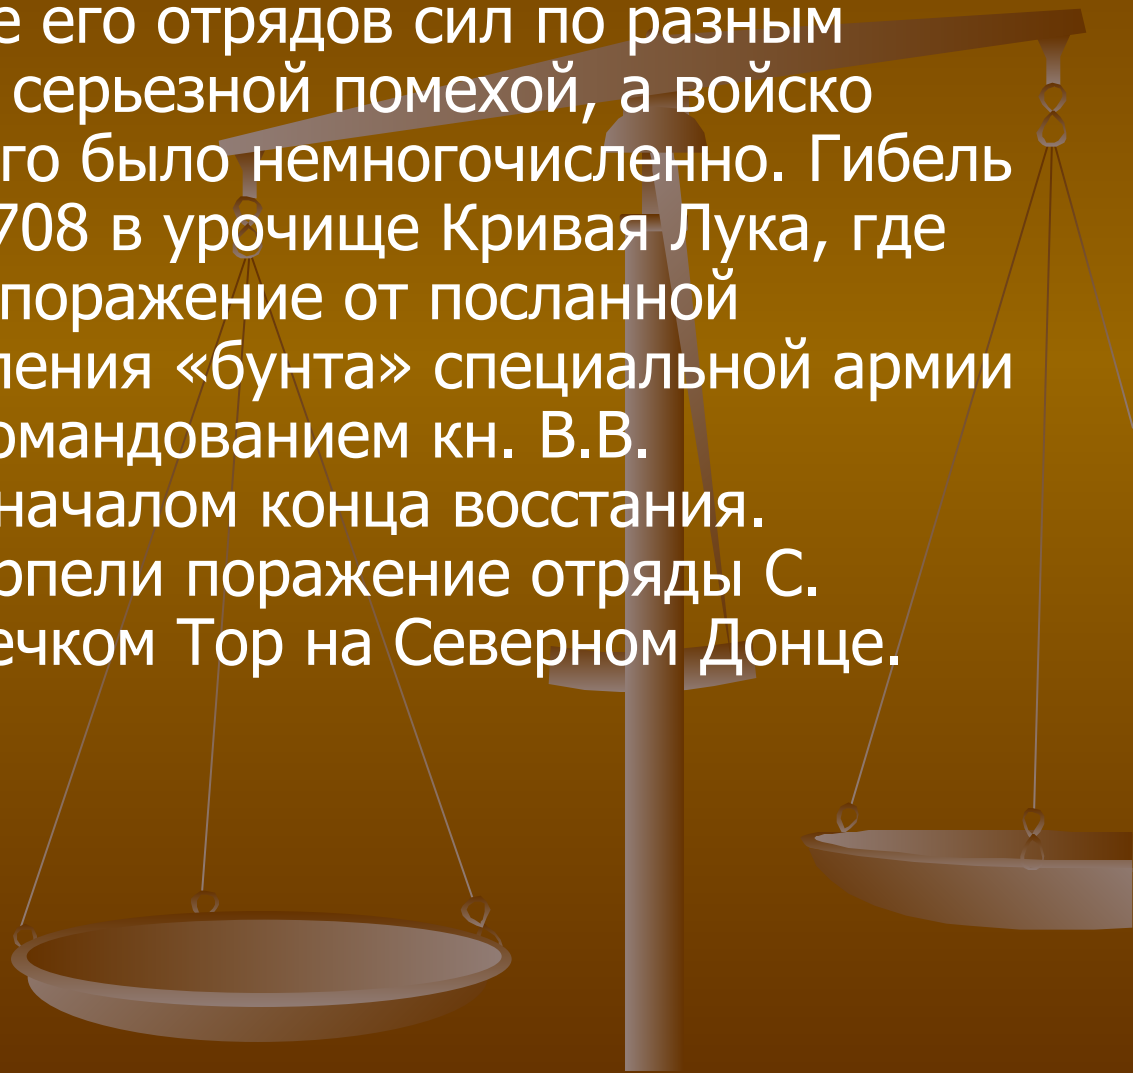 е его отрядов сил по разным
серьезной помехой, а войско
го было немногочисленно. Гибель
708 в урочище Кривая Лука, где
поражение от посланной
ления «бунта» специальной армии
омандованием кн. В.В.
началом конца восстания.
рпели поражение отряды С.
ечком Тор на Северном Донце.